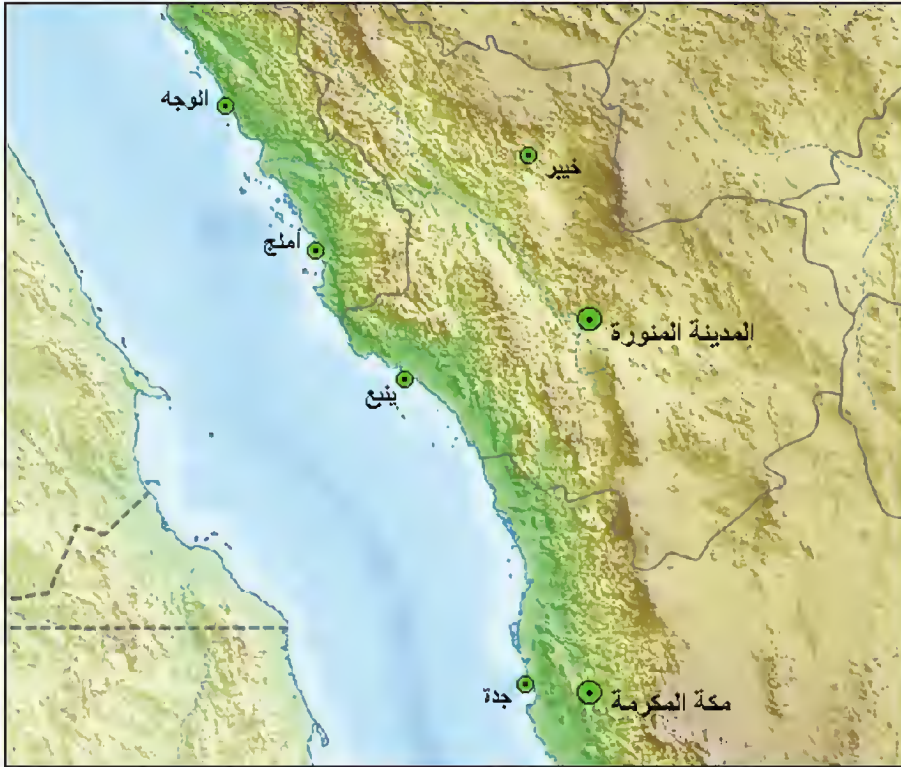 الوجه
خيبر
أملج
المدينة المنورة
ينبع
جدة
مكة المكرمة